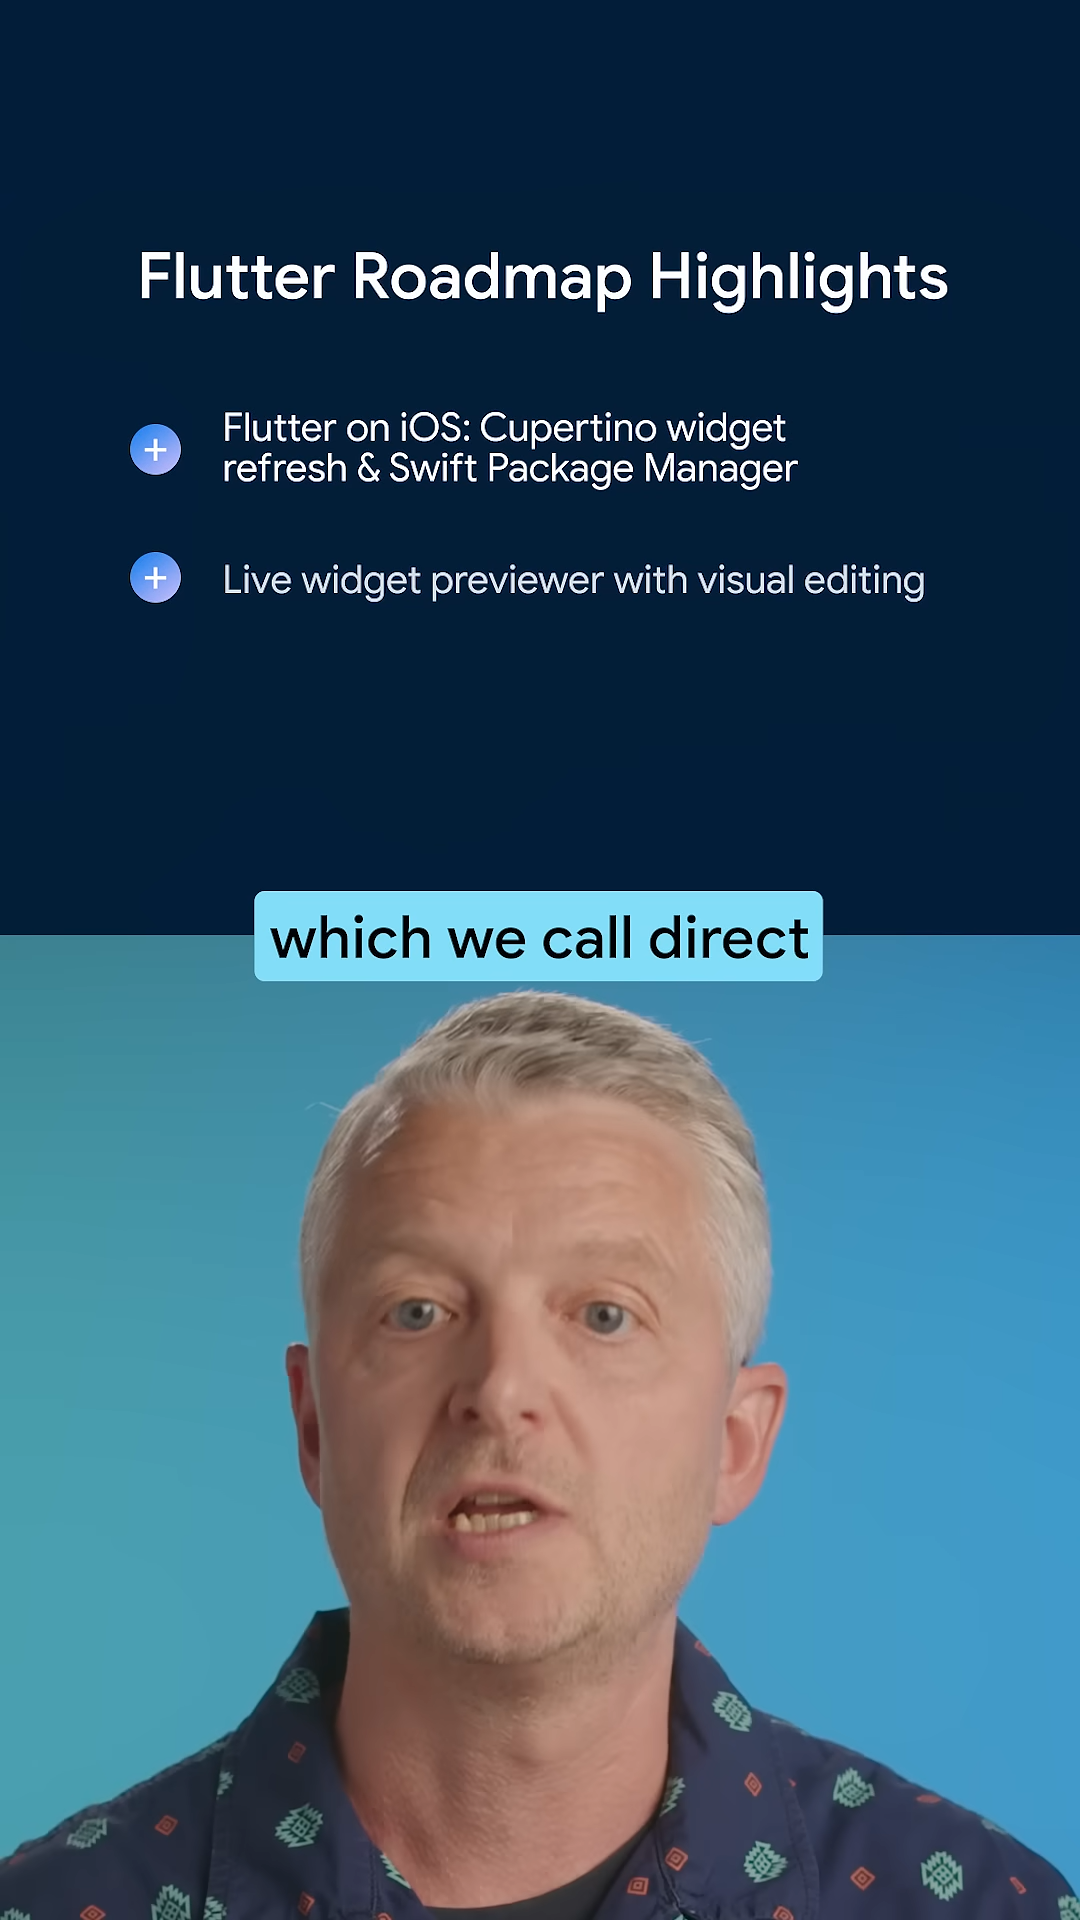 Flutter Roadmap Highlights
Flutter on iOS: Cupertino widget
refresh & Swift Package Manager
Live widget previewer with visual editing
which we call direct